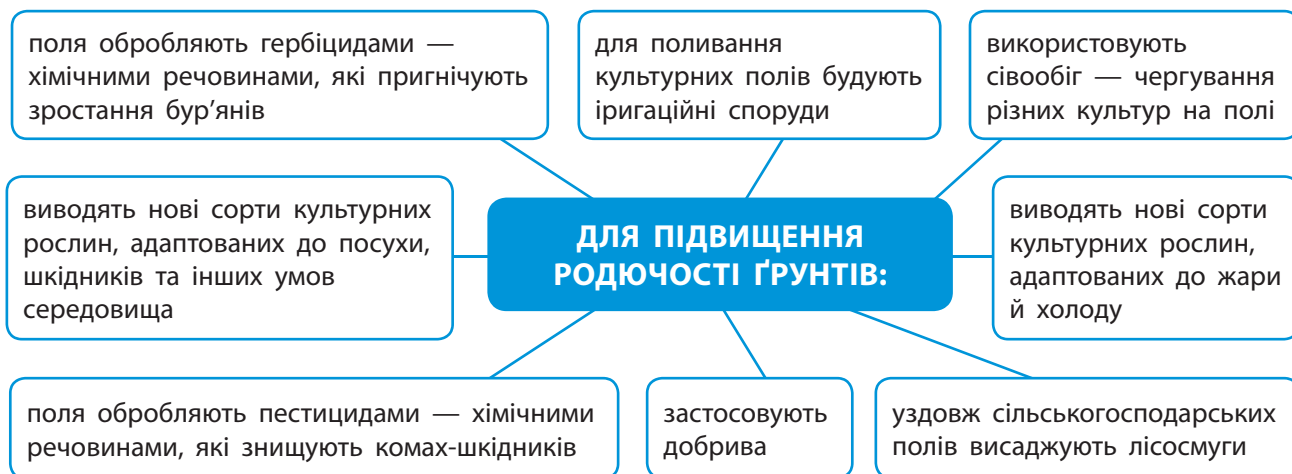 поля обробляють гербіцидами —
хімічними речовинами, які пригнічують
зростання бур’янів
для поливання
культурних полів будують
іригаційні споруди
використовують
сівообіг — чергування
різних культур на полі
виводять нові сорти культурних
рослин, адаптованих до посухи,
шкідників та інших умов
середовища
ДЛЯ ПІДВИЩЕННЯ
РОДЮЧОСТІ ҐРУНТІВ:
виводять нові сорти
культурних рослин,
адаптованих до жари
й холоду
поля обробляють пестицидами — хімічними
речовинами, які знищують комах-шкідників
застосовують
добрива
уздовж сільськогосподарських
полів висаджують лісосмуги